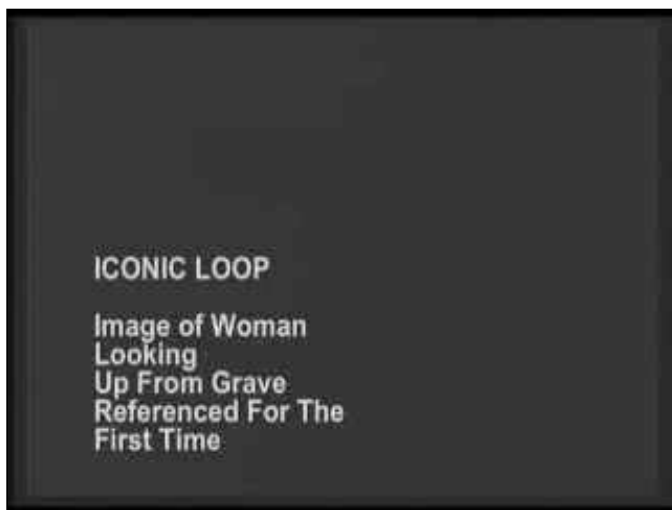 ICONIC LOOP
Image of Woman
Looking
Up From Grave
Referenced For The
First Time